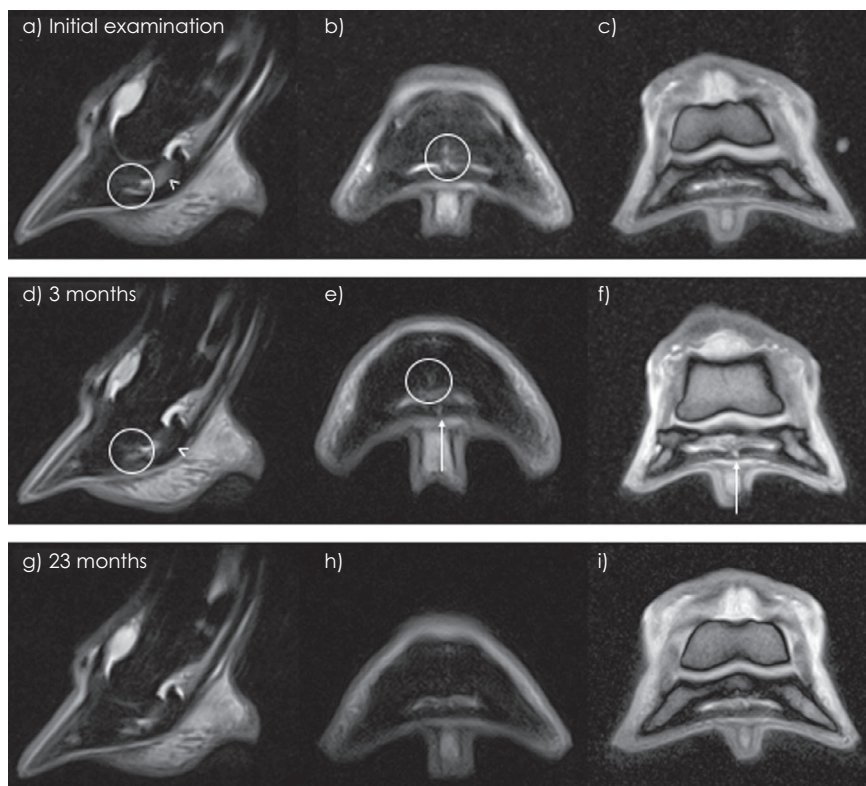 a) Initial examination
b)
c)
d) 3 months
e)
f)
g) 23 months
h)
i)